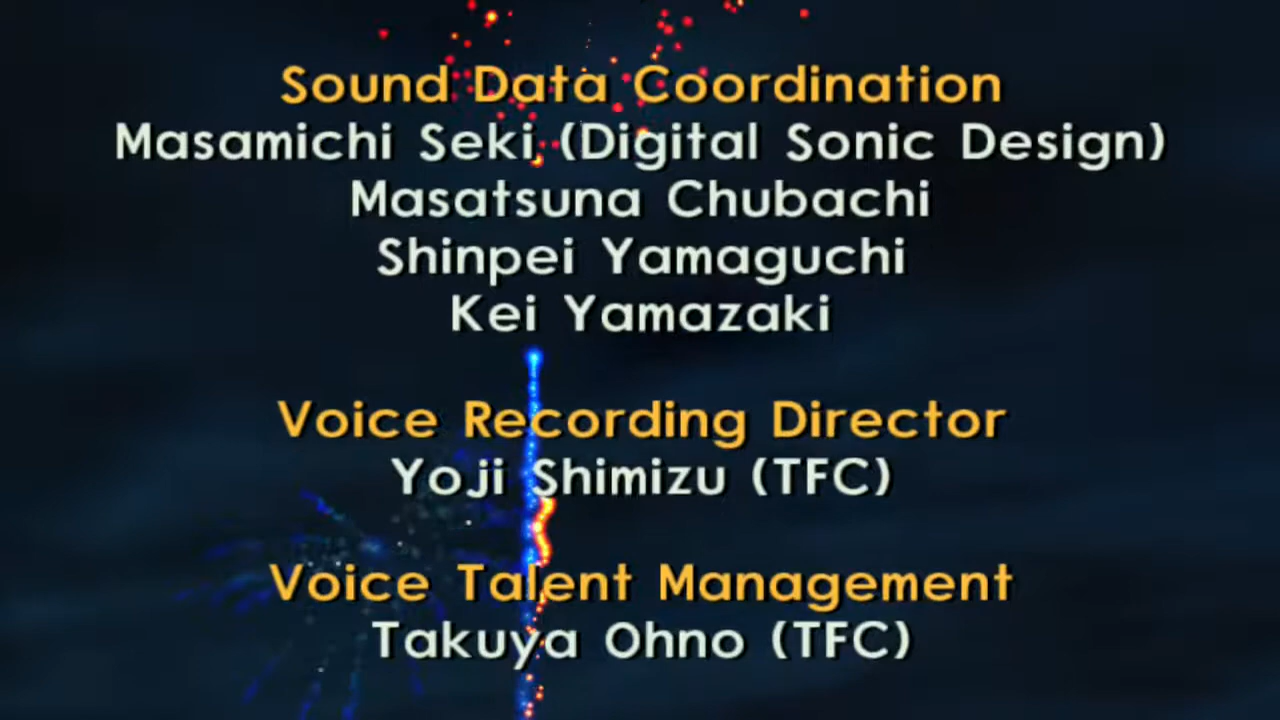 Sound Data Coordination
Masamichi Seki (Digital Sonic Design)
Masatsuna Chubachi
Shinpei Yamaguchi
Kei Yamazaki
Voice Recording Director
Yoji Shimizu (TFC)
Voice Talent Management
Takuya Ohno (TFC)